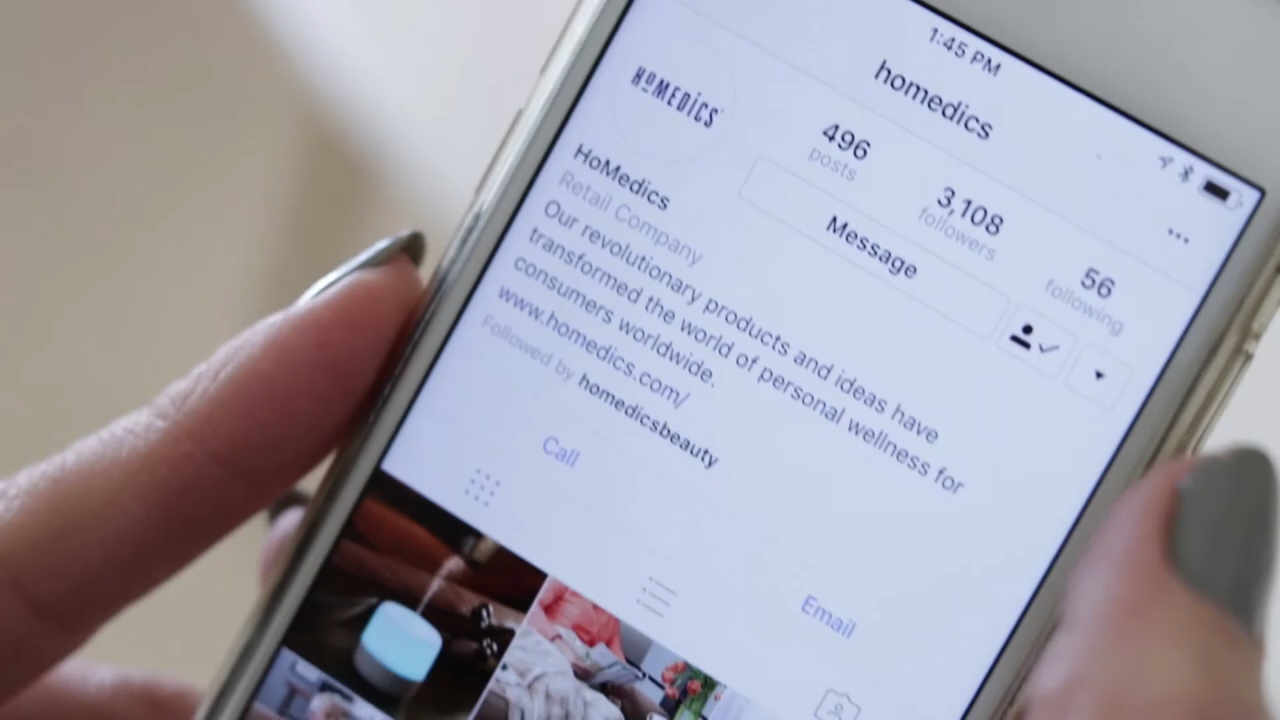 1:45 PM
homedics
HoMEDiCS
496
posts
3,108
followers
56
following
Message
HoMedics
Retail Company
Our revolutionary products and ideas have
transformed the world of personal wellness for
consumers worldwide.
www.homedics.com/
Followed by homedicsbeauty
Call
Email